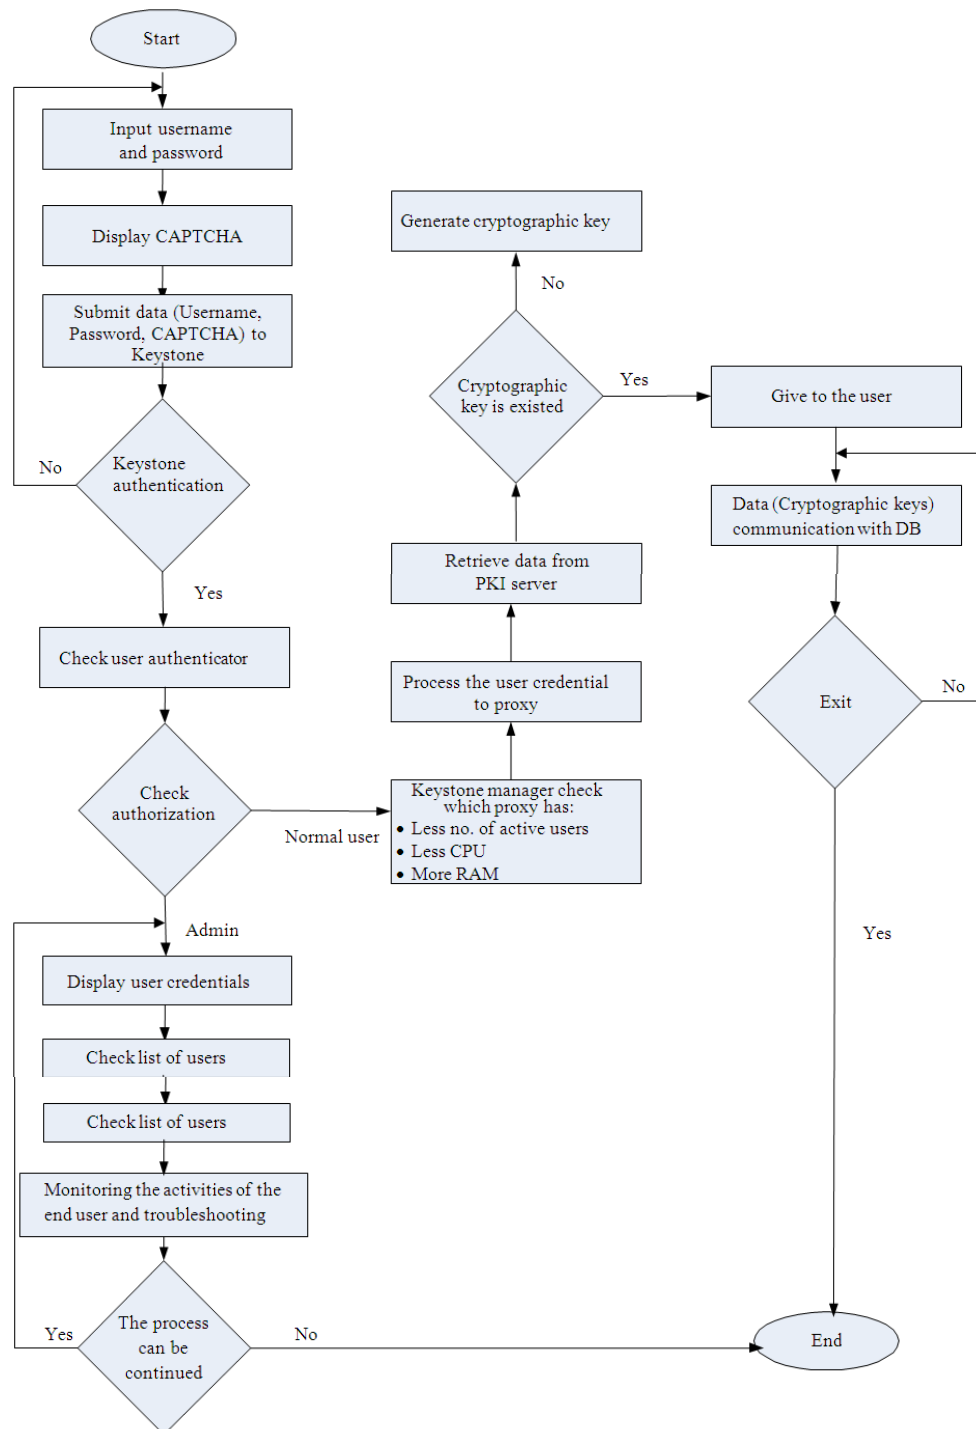 Start
Input username
and password
Display CAPTCHA
Submit data (Username,
Password, CAPTCHA) to
Keystone
Keystone
authentication
No
Yes
Check user authenticator
Check
authorization
Normal user
Admin
Display user credentials
Check list of users
Check list of users
Monitoring the activities of the
end user and troubleshooting
The process
can be
continued
Yes
No
Generate cryptographic key
No
Cryptographic
key is existed
Yes
Retrieve data from
PKI server
Process the user credential
to proxy
Keystone manager check
which proxy has:
• Less no. of active users
• Less CPU
• More RAM
Give to the user
Data (Cryptographic keys)
communication with DB
Exit
No
Yes
End